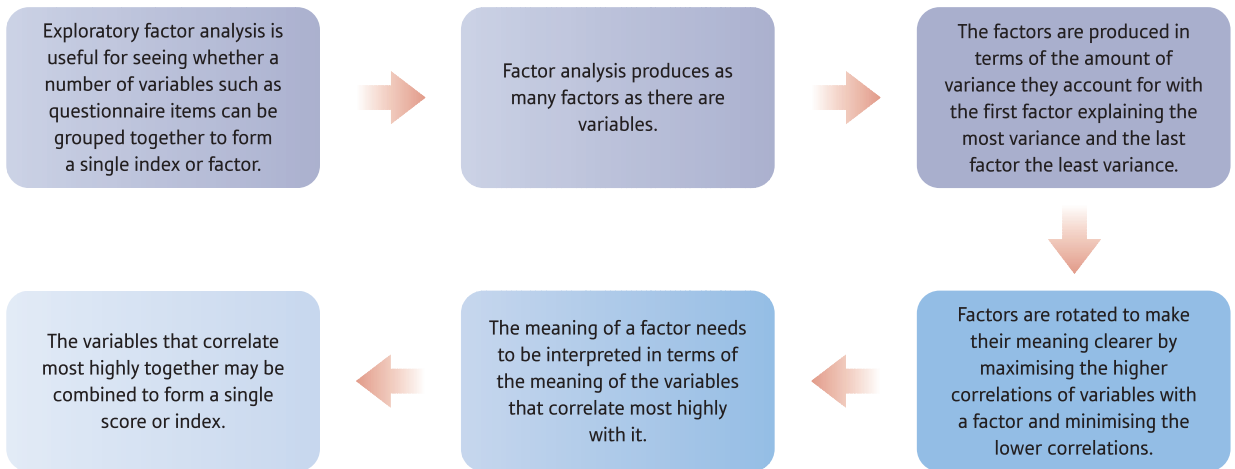 Exploratory factor analysis is
useful for seeing whether a
number of variables such as
questionnaire items can be
grouped together to form
a single index or factor.
Factor analysis produces as
many factors as there are
variables.
The factors are produced in
terms of the amount of
variance they account for with
the first factor explaining the
most variance and the last
factor the least variance.
Factors are rotated to make
their meaning clearer by
maximising the higher
correlations of variables with
a factor and minimising the
lower correlations.
The meaning of a factor needs
to be interpreted in terms of
the meaning of the variables
that correlate most highly
with it.
The variables that correlate
most highly together may be
combined to form a single
score or index.